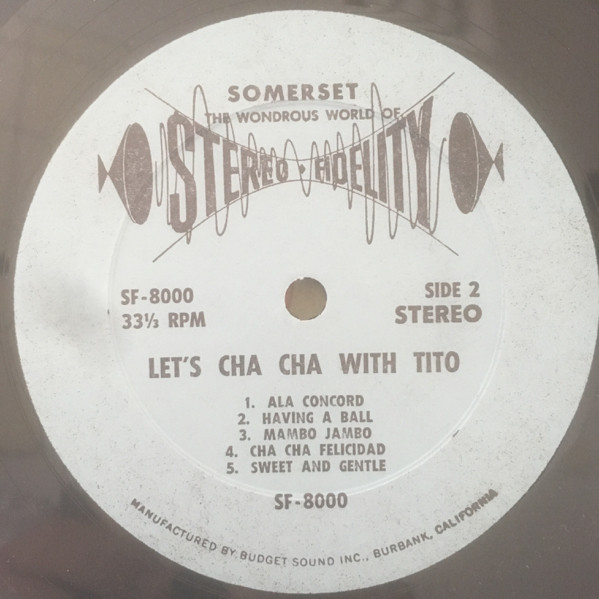 SOMERSET
THE WONDROUS WORLD OF
STEREO • FIDELITY
SF-8000 SIDE 2
33⅓ RPM STEREO
LET'S CHA CHA WITH TITO
1. ALA CONCORD
2. HAVING A BALL
3. MAMBO JAMBO
4. CHA CHA FELICIDAD
5. SWEET AND GENTLE
SF-8000
MANUFACTURED BY BUDGET SOUND INC., BURBANK, CALIFORNIA